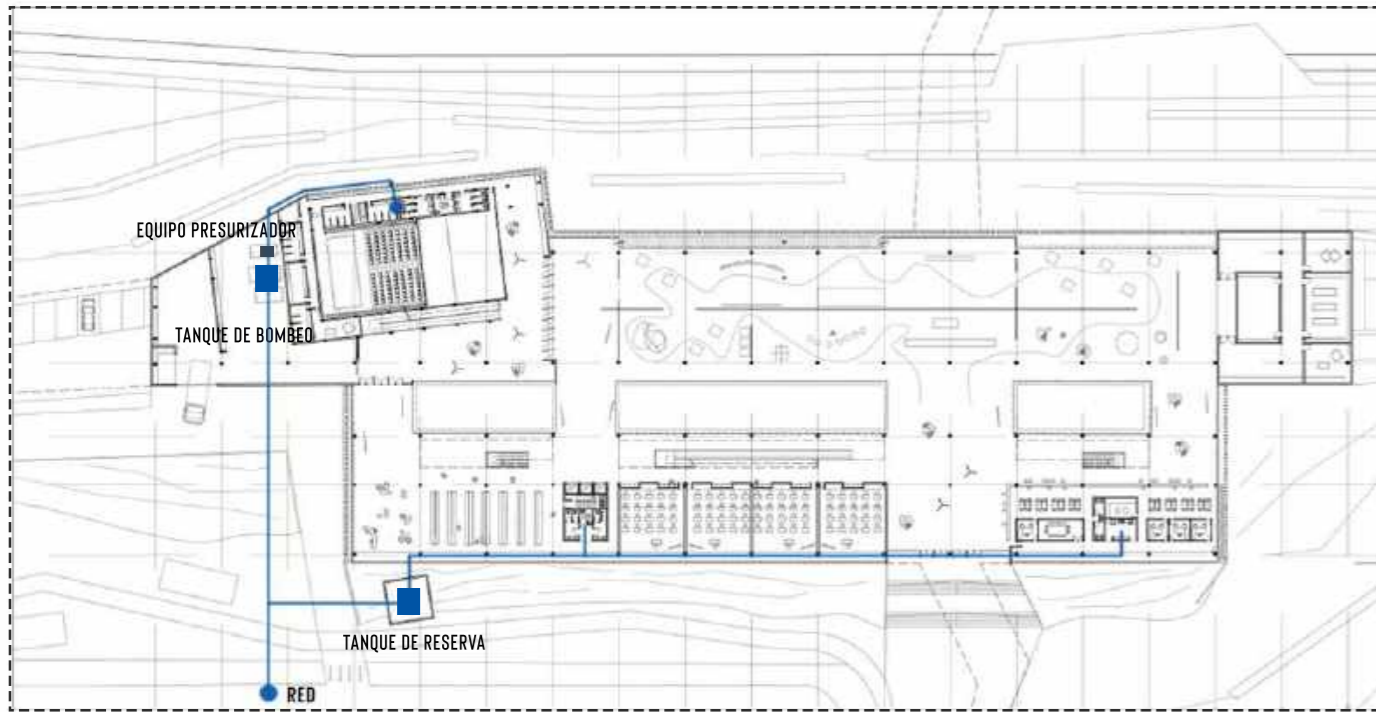 EQUIPO PRESURIZADOR
TANQUE DE BOMBEO
TANQUE DE RESERVA
RED